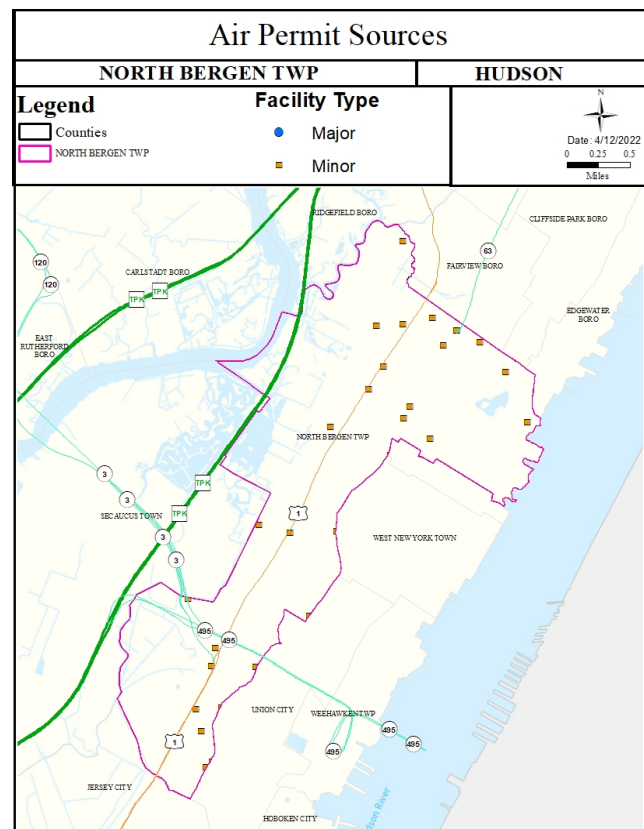 Air Permit Sources
NORTH BERGEN TWP
HUDSON
Legend
Counties
NORTH BERGEN TWP
Facility Type
Major
Minor
N
Date: 4/12/2022
0 0.25 0.5
Miles
RIDGEFIELD BORO
CLIFFSIDE PARK BORO
63
FAIRVIEW BORO
120
120
CARLSTADT BORO
TPK
TPK
EDGEWATER
BORO
EAST
RUTHERFORD
BORO
NORTH BERGEN TWP
3
TPK
3
SECAUCUS TOWN
TPK
1
3
WEST NEW YORK TOWN
3
495
495
UNION CITY
WEEHAWKEN TWP
495
495
495
1
JERSEY CITY
HOBOKEN CITY
River